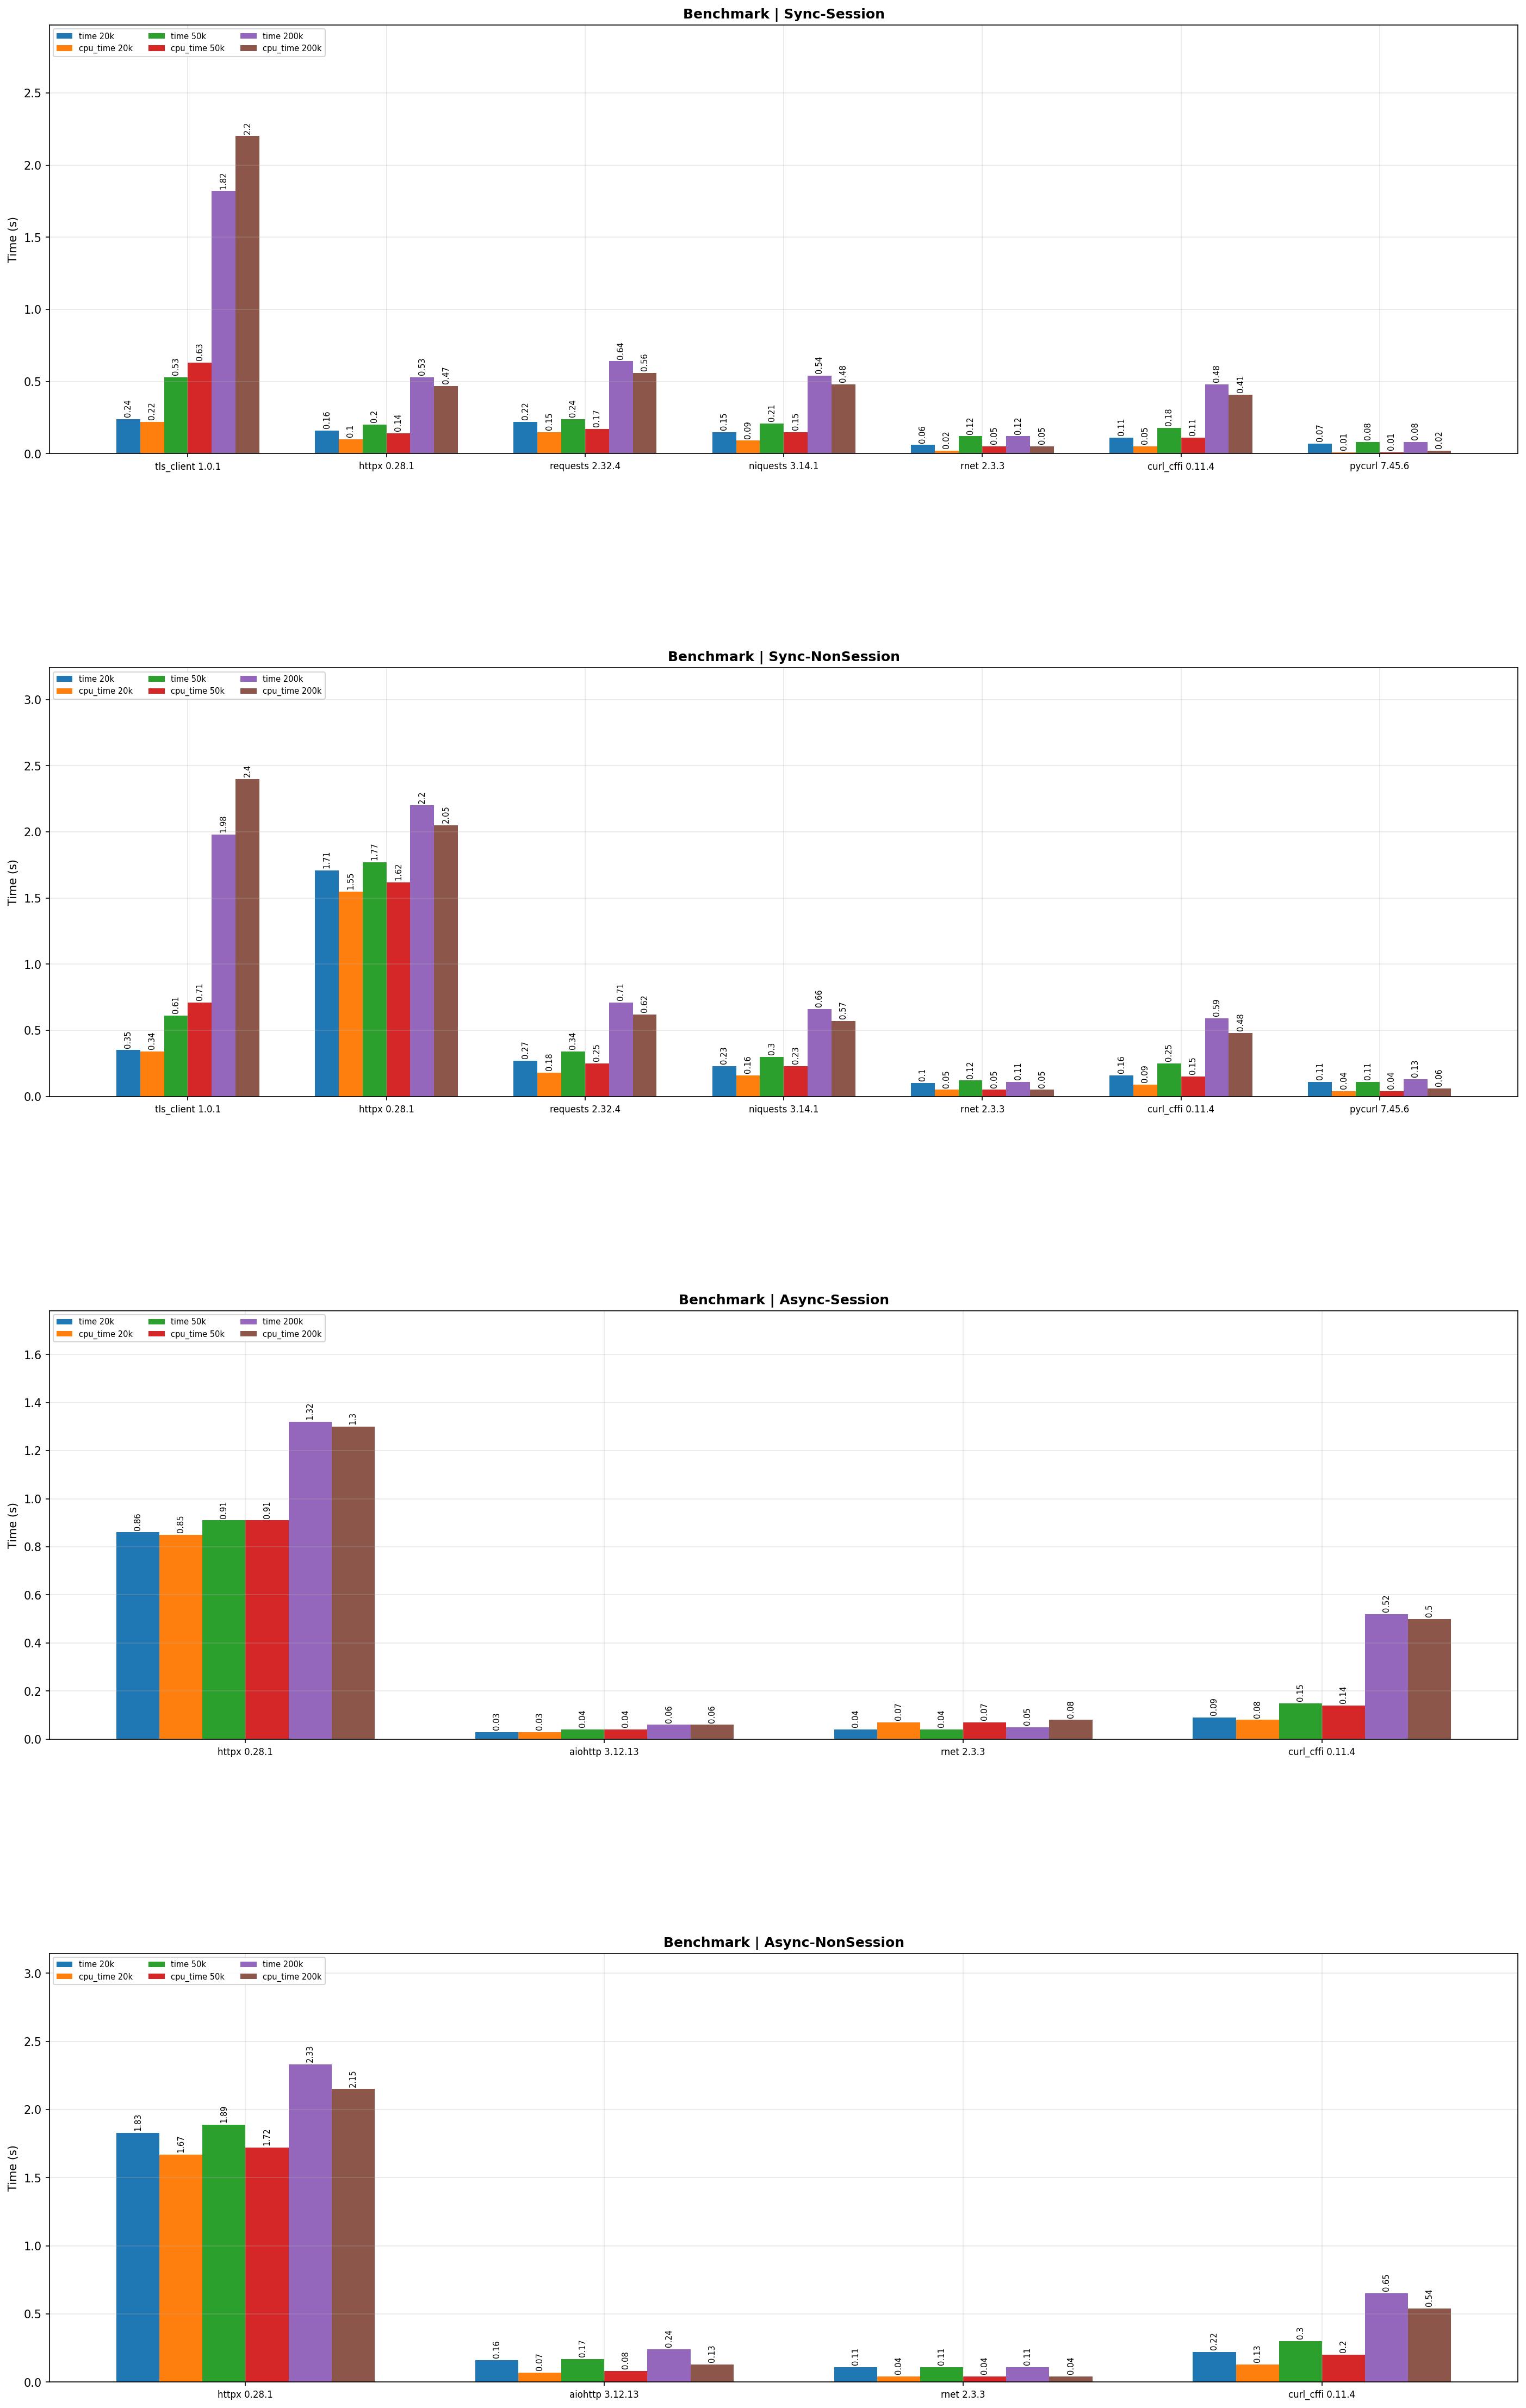 Benchmark | Sync-Session
time 20k time 50k time 200k
cpu_time 20k cpu_time 50k cpu_time 200k
Time (s)
2.5
2.0
1.5
1.0
0.5
0.0
0.24 0.22 0.53 0.63 1.82 2.2
0.16 0.1 0.2 0.14 0.53 0.47
0.22 0.15 0.24 0.17 0.64 0.56
0.15 0.09 0.21 0.15 0.54 0.48
0.06 0.02 0.12 0.05 0.12 0.05
0.11 0.05 0.18 0.11 0.48 0.41
0.07 0.01 0.08 0.01 0.08 0.02
tls_client 1.0.1 httpx 0.28.1 requests 2.32.4 niquests 3.14.1 rnet 2.3.3 curl_cffi 0.11.4 pycurl 7.45.6
Benchmark | Sync-NonSession
time 20k time 50k time 200k
cpu_time 20k cpu_time 50k cpu_time 200k
Time (s)
3.0
2.5
2.0
1.5
1.0
0.5
0.0
0.35 0.34 0.61 0.71 1.98 2.4
1.71 1.55 1.77 1.62 2.2 2.05
0.27 0.18 0.34 0.25 0.71 0.62
0.23 0.16 0.3 0.23 0.66 0.57
0.1 0.05 0.12 0.05 0.11 0.05
0.16 0.09 0.25 0.15 0.59 0.48
0.11 0.04 0.11 0.04 0.13 0.06
tls_client 1.0.1 httpx 0.28.1 requests 2.32.4 niquests 3.14.1 rnet 2.3.3 curl_cffi 0.11.4 pycurl 7.45.6
Benchmark | Async-Session
time 20k time 50k time 200k
cpu_time 20k cpu_time 50k cpu_time 200k
Time (s)
1.6
1.4
1.2
1.0
0.8
0.6
0.4
0.2
0.0
0.86 0.85 0.91 0.91 1.32 1.3
0.03 0.03 0.04 0.04 0.06 0.06
0.04 0.07 0.04 0.07 0.05 0.08
0.09 0.08 0.15 0.14 0.52 0.5
httpx 0.28.1 aiohttp 3.12.13 rnet 2.3.3 curl_cffi 0.11.4
Benchmark | Async-NonSession
time 20k time 50k time 200k
cpu_time 20k cpu_time 50k cpu_time 200k
Time (s)
3.0
2.5
2.0
1.5
1.0
0.5
0.0
1.83 1.67 1.89 1.72 2.33 2.15
0.16 0.07 0.17 0.08 0.24 0.13
0.11 0.04 0.11 0.04 0.11 0.04
0.22 0.13 0.3 0.2 0.65 0.54
httpx 0.28.1 aiohttp 3.12.13 rnet 2.3.3 curl_cffi 0.11.4